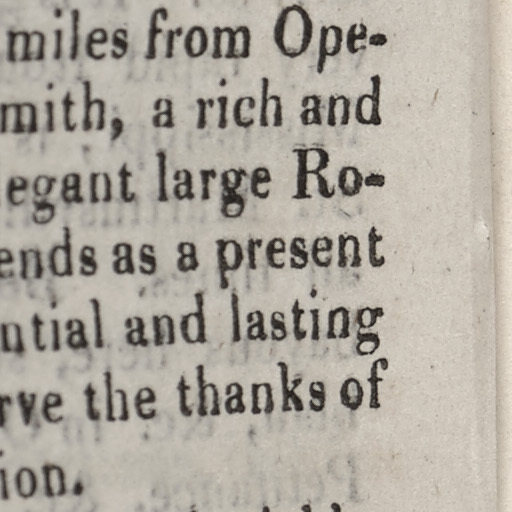 miles from Ope-
mith, a rich and
egant large Ro-
ends as a present
ntial and lasting
rve the thanks of
ion.